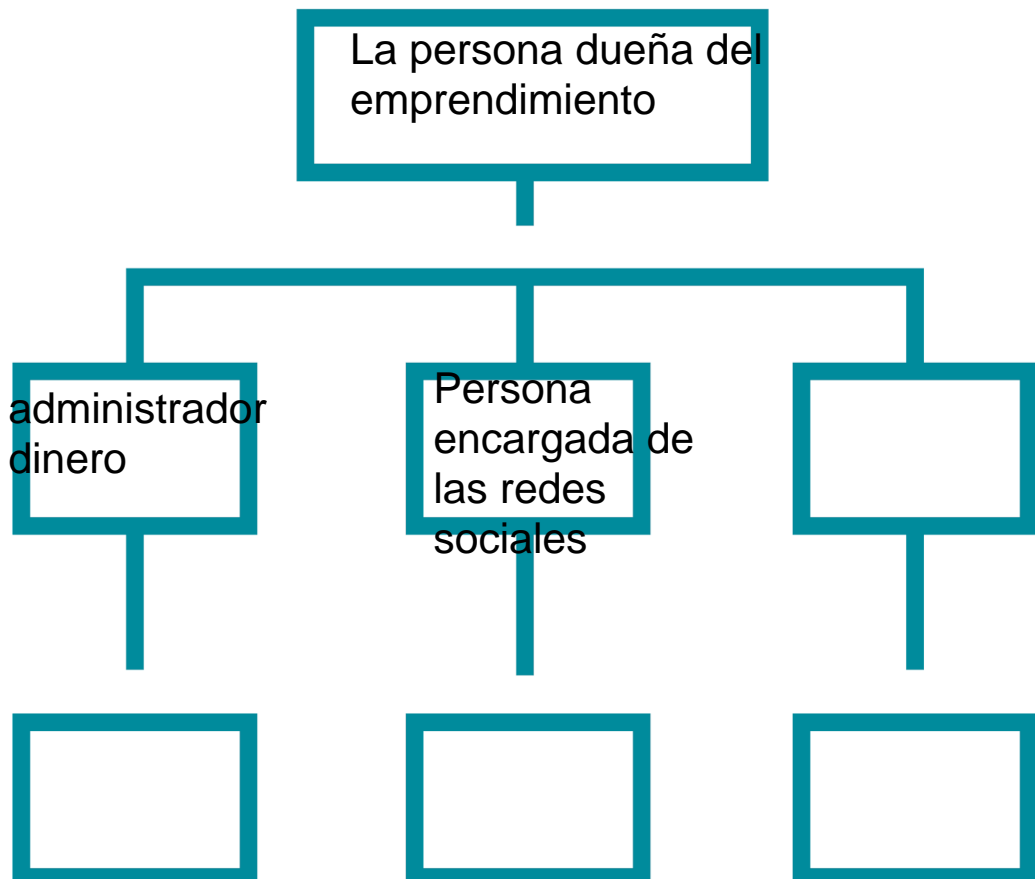 La persona dueña del
emprendimiento
administrador
dinero
Persona
encargada de
las redes
sociales